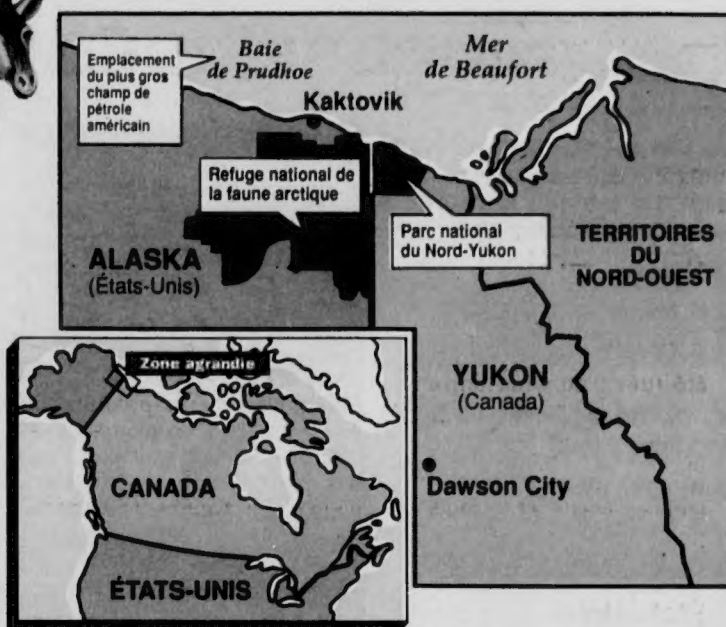 Emplacement
du plus gros
champ de
pétrole
américain
Baie
de Prudhoe
Mer
de Beaufort
Kaktovik
Refuge national de
la faune arctique
Parc national
du Nord-Yukon
TERRITOIRES
DU
NORD-OUEST
ALASKA
(États-Unis)
YUKON
(Canada)
Dawson City
Zone agrandie
CANADA
ÉTATS-UNIS